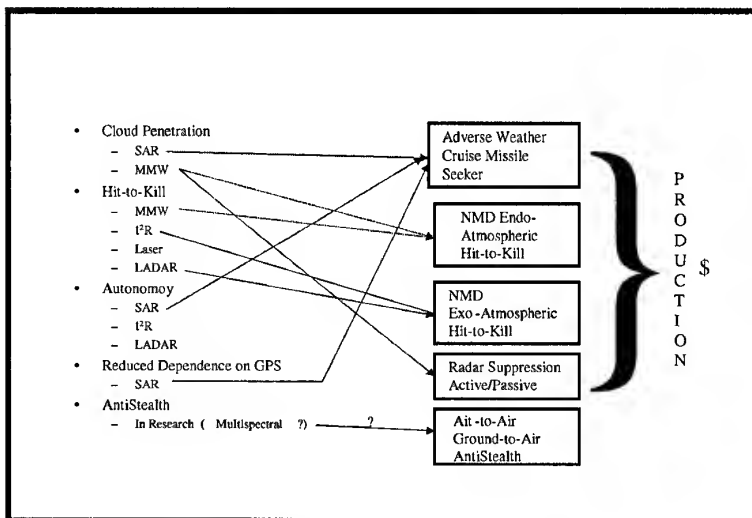 • Cloud Penetration
– SAR
– MMW
• Hit-to-Kill
– MMW
– I²R
– Laser
– LADAR
• Autonomoy
– SAR
– I²R
– LADAR
• Reduced Dependence on GPS
– SAR
• AntiStealth
– In Research ( Multispectral ?)
?
Adverse Weather
Cruise Missile
Seeker
NMD Endo-
Atmospheric
Hit-to-Kill
NMD
Exo -Atmospheric
Hit-to-Kill
Radar Suppression
Active/Passive
Ait -to-Air
Ground-to-Air
AntiStealth
PRODUCTION
$